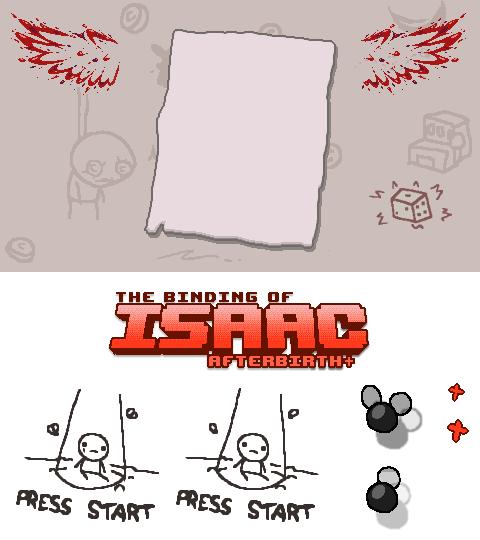 THE BINDING OF
ISAAC
AFTERBIRTH+
PRESS START
PRESS START